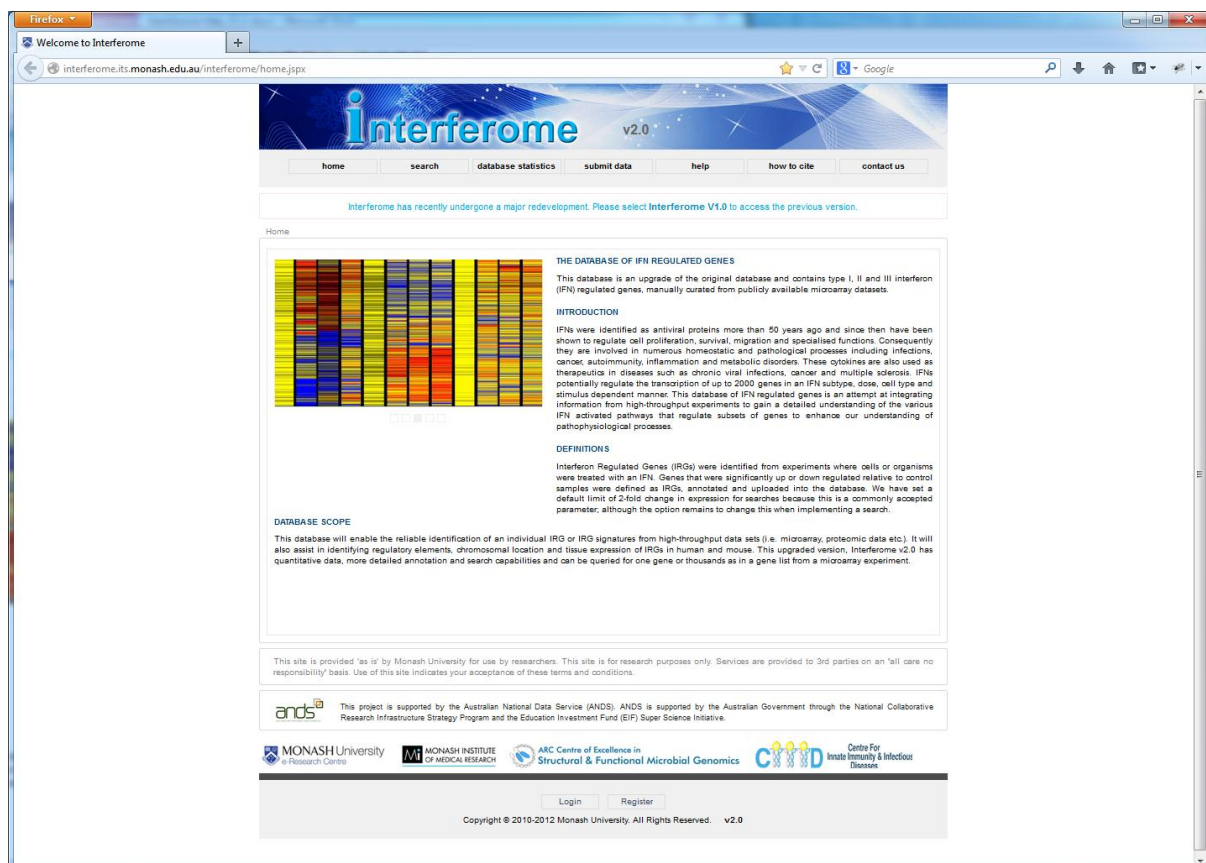 Firefox
Welcome to Interferome
interferome.its.monash.edu.au/interferome/home.jspx
Google
interferome v2.0
home search database statistics submit data help how to cite contact us
Interferome has recently undergone a major redevelopment. Please select Interferome V1.0 to access the previous version.
Home
THE DATABASE OF IFN REGULATED GENES
This database is an upgrade of the original database and contains type I, II and III interferon
(IFN) regulated genes, manually curated from publicly available microarray datasets.
INTRODUCTION
IFNs were identified as antiviral proteins more than 50 years ago and since then have been
shown to regulate cell proliferation, survival, migration and specialised functions. Consequently
they are involved in numerous homeostatic and pathological processes including infections,
cancer, autoimmunity, inflammation and metabolic disorders. These cytokines are also used as
therapeutics in diseases such as chronic viral infections, cancer and multiple sclerosis. IFNs
potentially regulate the transcription of up to 2000 genes in an IFN subtype, dose, cell type and
stimulus dependent manner. This database of IFN regulated genes is an attempt at integrating
information from high-throughput experiments to gain a detailed understanding of the various
IFN activated pathways that regulate subsets of genes to enhance our understanding of
pathophysiological processes.
DEFINITIONS
Interferon Regulated Genes (IRGs) were identified from experiments where cells or organisms
were treated with an IFN. Genes that were significantly up or down regulated relative to control
samples were defined as IRGs, annotated and uploaded into the database. We have set a
default limit of 2-fold change in expression for searches because this is a commonly accepted
parameter; although the option remains to change this when implementing a search.
DATABASE SCOPE
This database will enable the reliable identification of an individual IRG or IRG signatures from high-throughput data sets (i.e. microarray, proteomic data etc.). It will
also assist in identifying regulatory elements, chromosomal location and tissue expression of IRGs in human and mouse. This upgraded version, Interferome v2.0 has
quantitative data, more detailed annotation and search capabilities and can be queried for one gene or thousands as in a gene list from a microarray experiment.
This site is provided 'as is' by Monash University for use by researchers. This site is for research purposes only. Services are provided to 3rd parties on an 'all care no
responsibility' basis. Use of this site indicates your acceptance of these terms and conditions.
ands
This project is supported by the Australian National Data Service (ANDS). ANDS is supported by the Australian Government through the National Collaborative
Research Infrastructure Strategy Program and the Education Investment Fund (EIF) Super Science Initiative.
MONASH University
e-Research Centre
Mi MONASH INSTITUTE
OF MEDICAL RESEARCH
ARC Centre of Excellence in
Structural & Functional Microbial Genomics
CIIID
Centre For
Innate Immunity & Infectious
Diseases
Login Register
Copyright © 2010-2012 Monash University. All Rights Reserved. v2.0